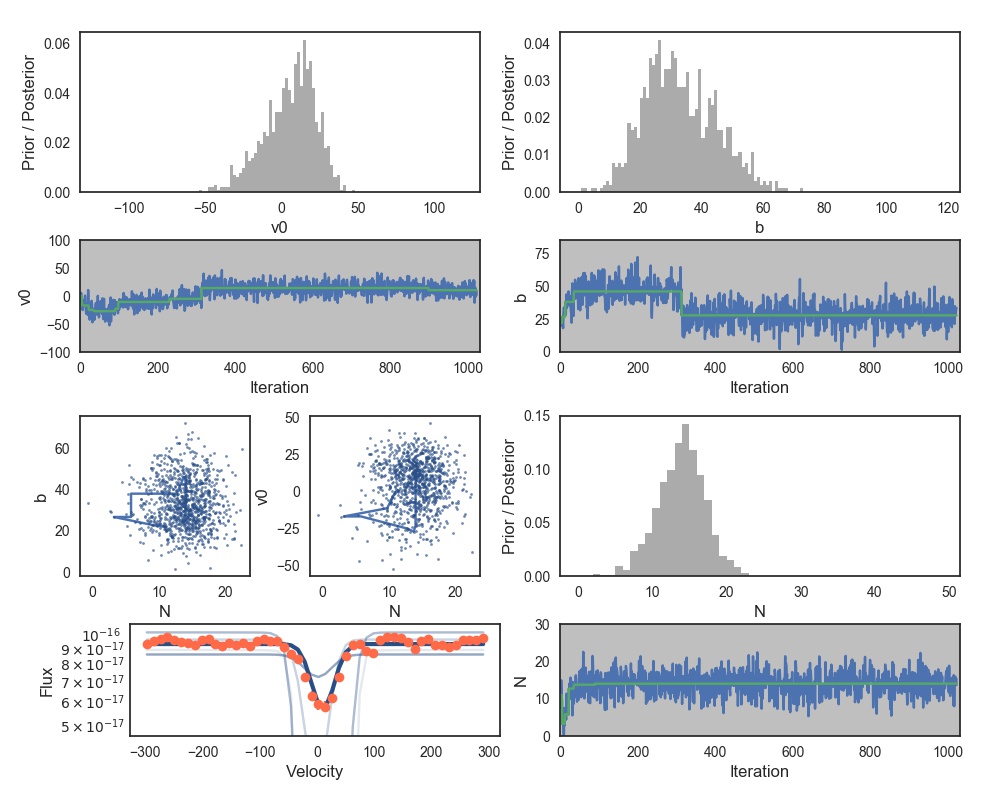 0.06
0.04
0.02
0.00
Prior / Posterior
−100 −50 0 50 100
v0
0.04
0.03
0.02
0.01
0.00
Prior / Posterior
0 20 40 60 80 100 120
b
100
50
0
−50
−100
v0
0 200 400 600 800 1000
Iteration
75
50
25
0
b
0 200 400 600 800 1000
Iteration
60
40
20
0
b
0 10 20
N
50
25
0
−25
−50
v0
0 10 20
N
0.15
0.10
0.05
0.00
Prior / Posterior
0 10 20 30 40 50
N
10⁻¹⁶
9 × 10⁻¹⁷
8 × 10⁻¹⁷
7 × 10⁻¹⁷
6 × 10⁻¹⁷
5 × 10⁻¹⁷
Flux
−300 −200 −100 0 100 200 300
Velocity
30
20
10
0
N
0 200 400 600 800 1000
Iteration